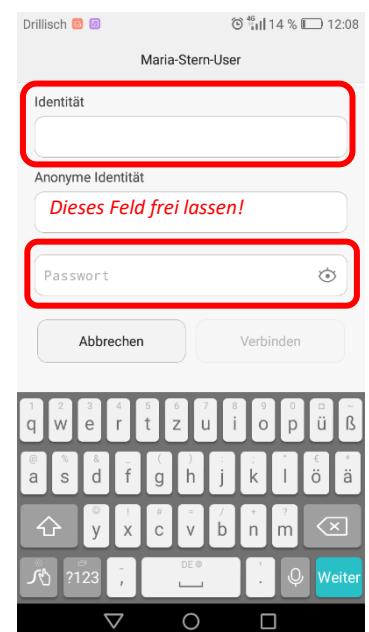 Drillisch 46 14 % 12:08
Maria-Stern-User
Identität
Anonyme Identität
Dieses Feld frei lassen!
Passwort
Abbrechen Verbinden
1 2 3 4 5 6 7 8 9 0
q w e r t z u i o p ü ß
@ % & _ ( ) : ; " € *
a s d f g h j k l ö ä
! # = / + ?
y x c v b n m
DE
?123 , . Weiter